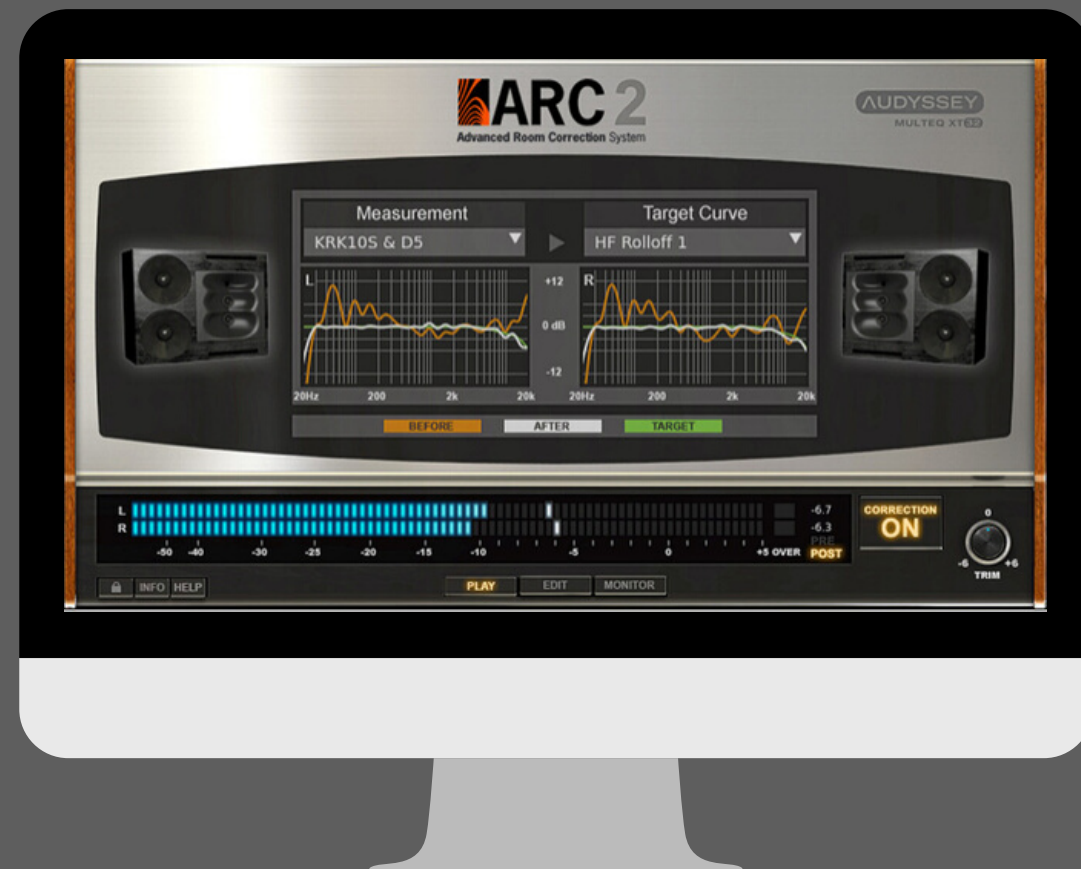 ARC 2
Advanced Room Correction System
AUDYSSEY
MULTEQ XT32
Measurement
Target Curve
KRK10S & D5
HF Rolloff 1
L
+12
R
0 dB
-12
20Hz 200 2k 20k
20Hz 200 2k 20k
BEFORE AFTER TARGET
L
-6.7
R
-6.3
PRE
POST
-50 -40 -30 -25 -20 -15 -10 -5 0 +5 OVER
CORRECTION
ON
0
-6 +6
TRIM
INFO HELP
PLAY EDIT MONITOR